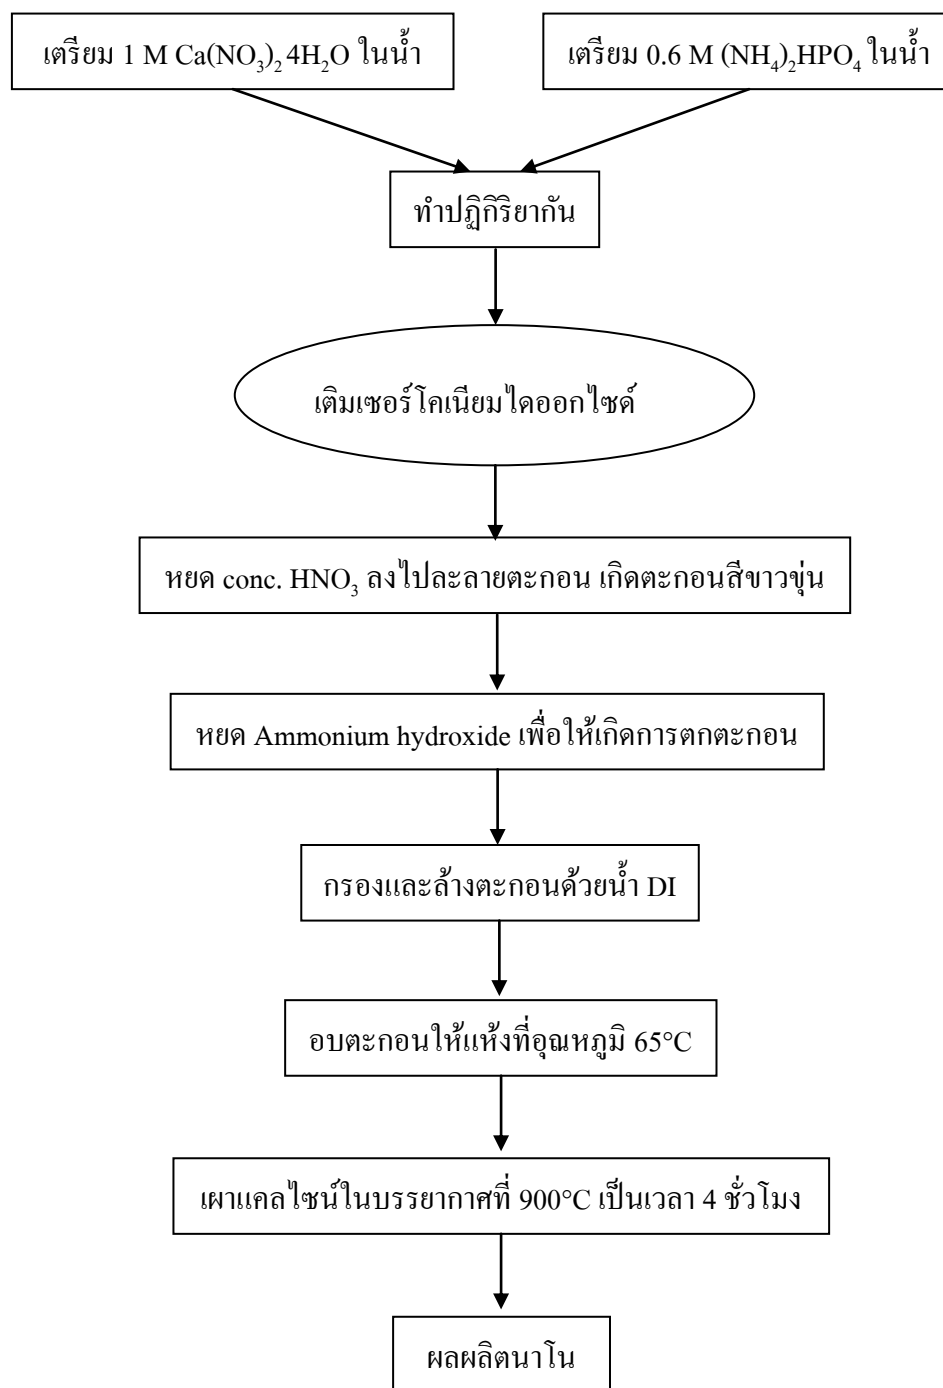 เตรียม 1 M Ca(NO₃)₂ 4H₂O ในน้ำ
เตรียม 0.6 M (NH₄)₂HPO₄ ในน้ำ
ทำปฏิกิริยากัน
เติมเซอร์โคเนียมไดออกไซด์
หยด conc. HNO₃ ลงไปละลายตะกอน เกิดตะกอนสีขาวขุ่น
หยด Ammonium hydroxide เพื่อให้เกิดการตกตะกอน
กรองและล้างตะกอนด้วยน้ำ DI
อบตะกอนให้แห้งที่อุณหภูมิ 65°C
เผาแคลไซน์ในบรรยากาศที่ 900°C เป็นเวลา 4 ชั่วโมง
ผลผลิตนาโน